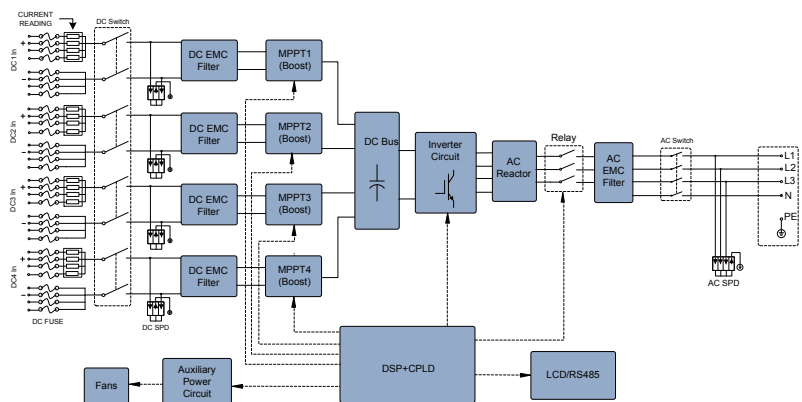 CURRENT
READING
DC Switch
DC1 In
+
−
DC EMC
Filter
MPPT1
(Boost)
DC2 In
+
−
DC EMC
Filter
MPPT2
(Boost)
DC3 In
+
−
DC EMC
Filter
MPPT3
(Boost)
DC4 In
+
−
DC EMC
Filter
MPPT4
(Boost)
DC FUSE
DC SPD
DC Bus
Inverter
Circuit
AC
Reactor
Relay
AC
EMC
Filter
AC Switch
L1
L2
L3
N
PE
AC SPD
DSP+CPLD
LCD/RS485
Auxiliary
Power
Circuit
Fans